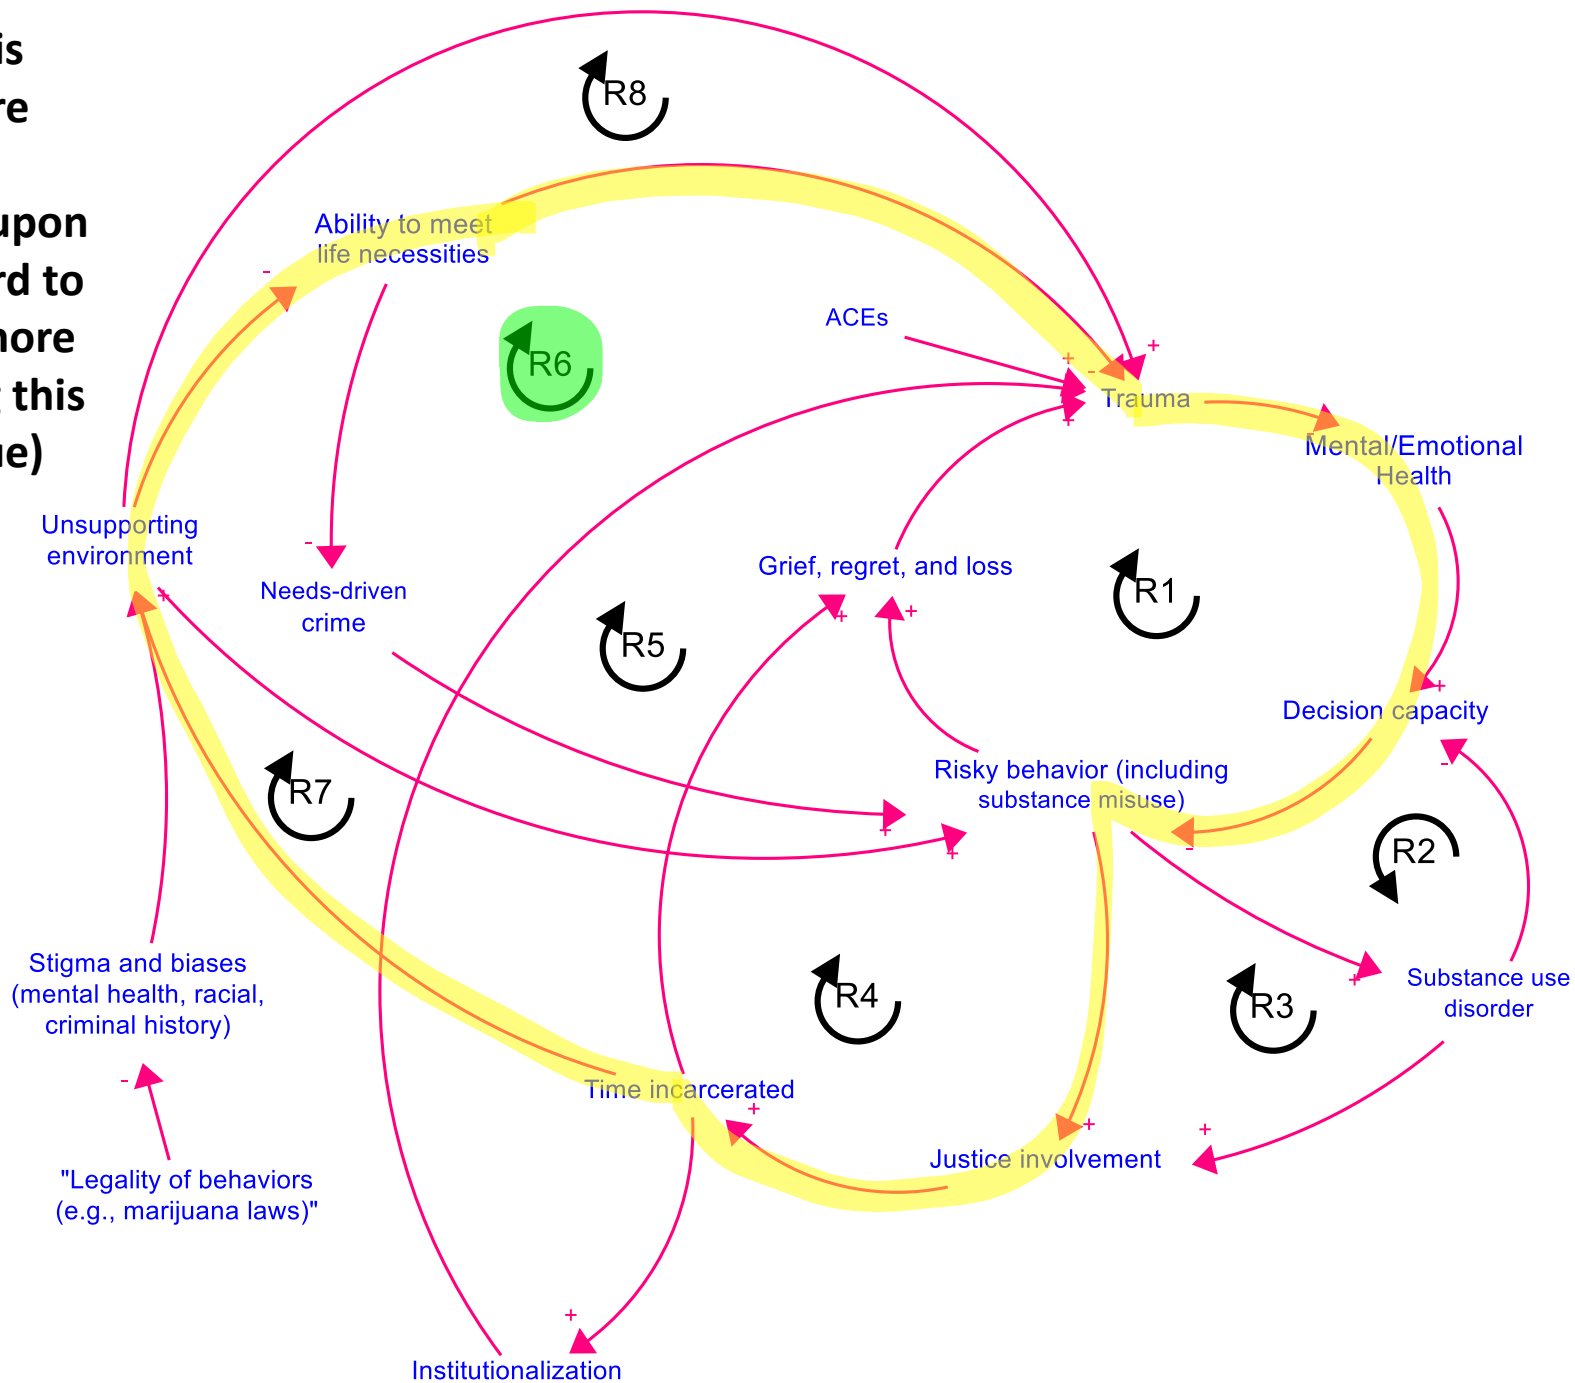 is
re
upon
rd to
nore
g this
ue)
R8
Ability to meet
life necessities
-
R6
ACEs
+
+
-
Trauma
+
-
Mental/Emotional
Health
Unsupporting
environment
+
-
Needs-driven
crime
Grief, regret, and loss
+
+
R1
R5
+
Decision capacity
-
Risky behavior (including
substance misuse)
-
+
+
R7
R2
Stigma and biases
(mental health, racial,
criminal history)
R4
R3
+
Substance use
disorder
-
Time incarcerated
+
+
+
Justice involvement
"Legality of behaviors
(e.g., marijuana laws)"
+
Institutionalization